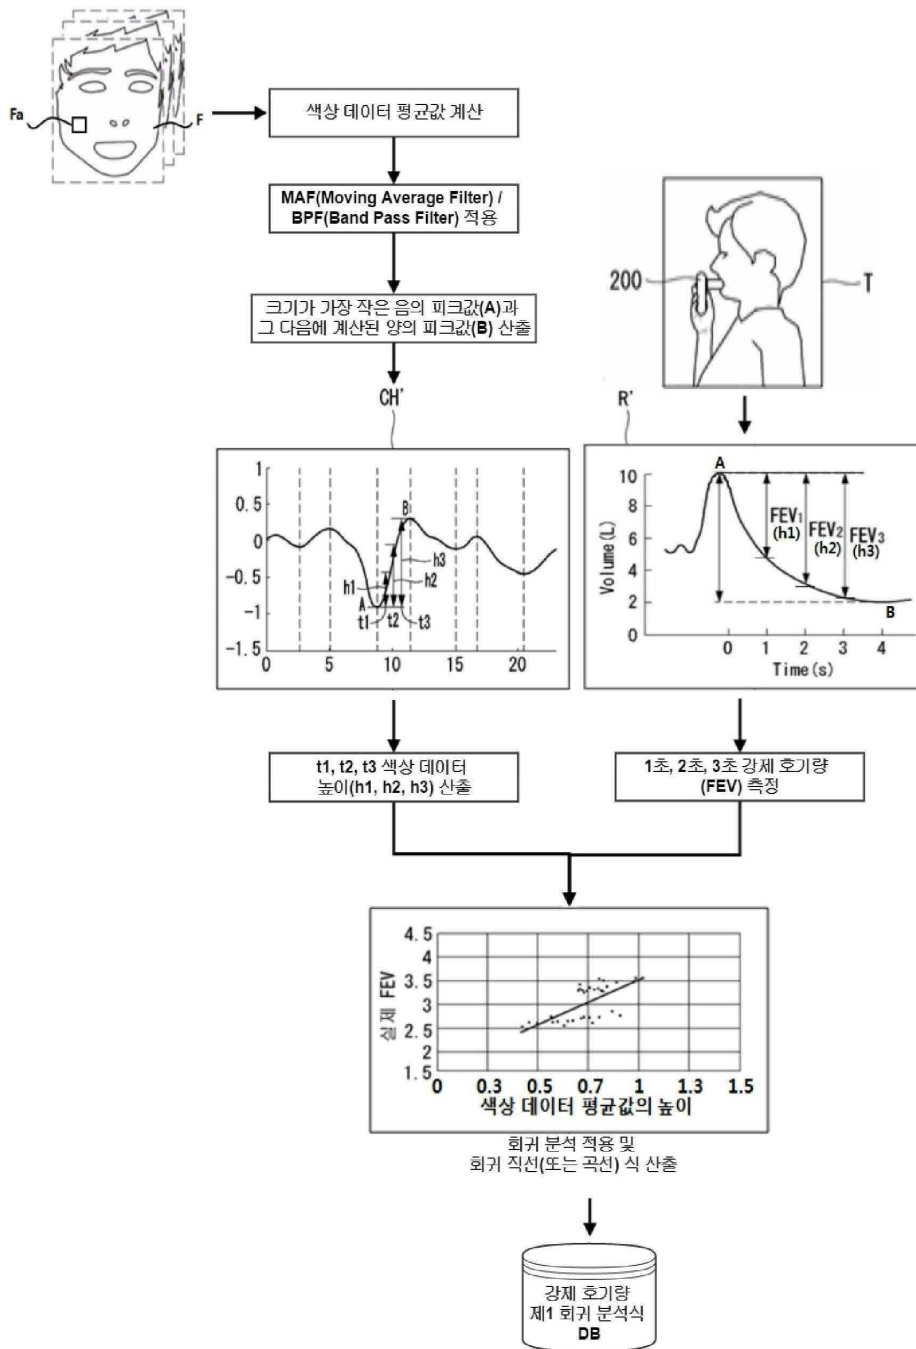 Fa
F
색상 데이터 평균값 계산
MAF(Moving Average Filter) /
BPF(Band Pass Filter) 적용
크기가 가장 작은 음의 피크값(A)과
그 다음에 계산된 양의 피크값(B) 산출
200
T
CH'
R'
1
0.5
0
-0.5
-1
-1.5
B
h3
h1
h2
A
t1
t2
t3
0
5
10
15
20
A
10
8
6
4
2
0
Volume(L)
FEV1
(h1)
FEV2
(h2)
FEV3
(h3)
B
0
1
2
3
4
Time(s)
t1, t2, t3 색상 데이터
높이(h1, h2, h3) 산출
1초, 2초, 3초 강제 호기량
(FEV) 측정
4.5
4
3.5
3
2.5
2
1.5
실제 FEV
0
0.3
0.5
0.7
1
1.3
1.5
색상 데이터 평균값의 높이
회귀 분석 적용 및
회귀 직선(또는 곡선) 식 산출
강제 호기량
제1 회귀 분석식
DB